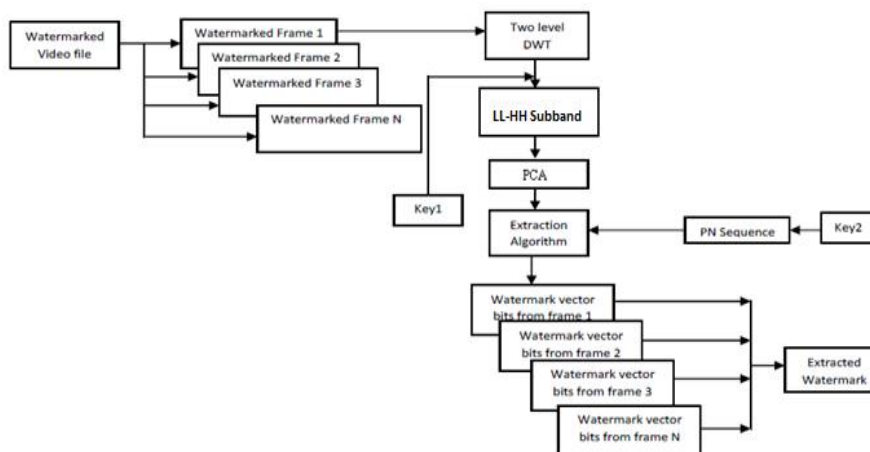 Watermarked
Video file
Watermarked Frame 1
Watermarked Frame 2
Watermarked Frame 3
Watermarked Frame N
Two level
DWT
LL-HH Subband
PCA
Key1
Extraction
Algorithm
PN Sequence
Key2
Watermark vector
bits from frame 1
Watermark vector
bits from frame 2
Watermark vector
bits from frame 3
Watermark vector
bits from frame N
Extracted
Watermark